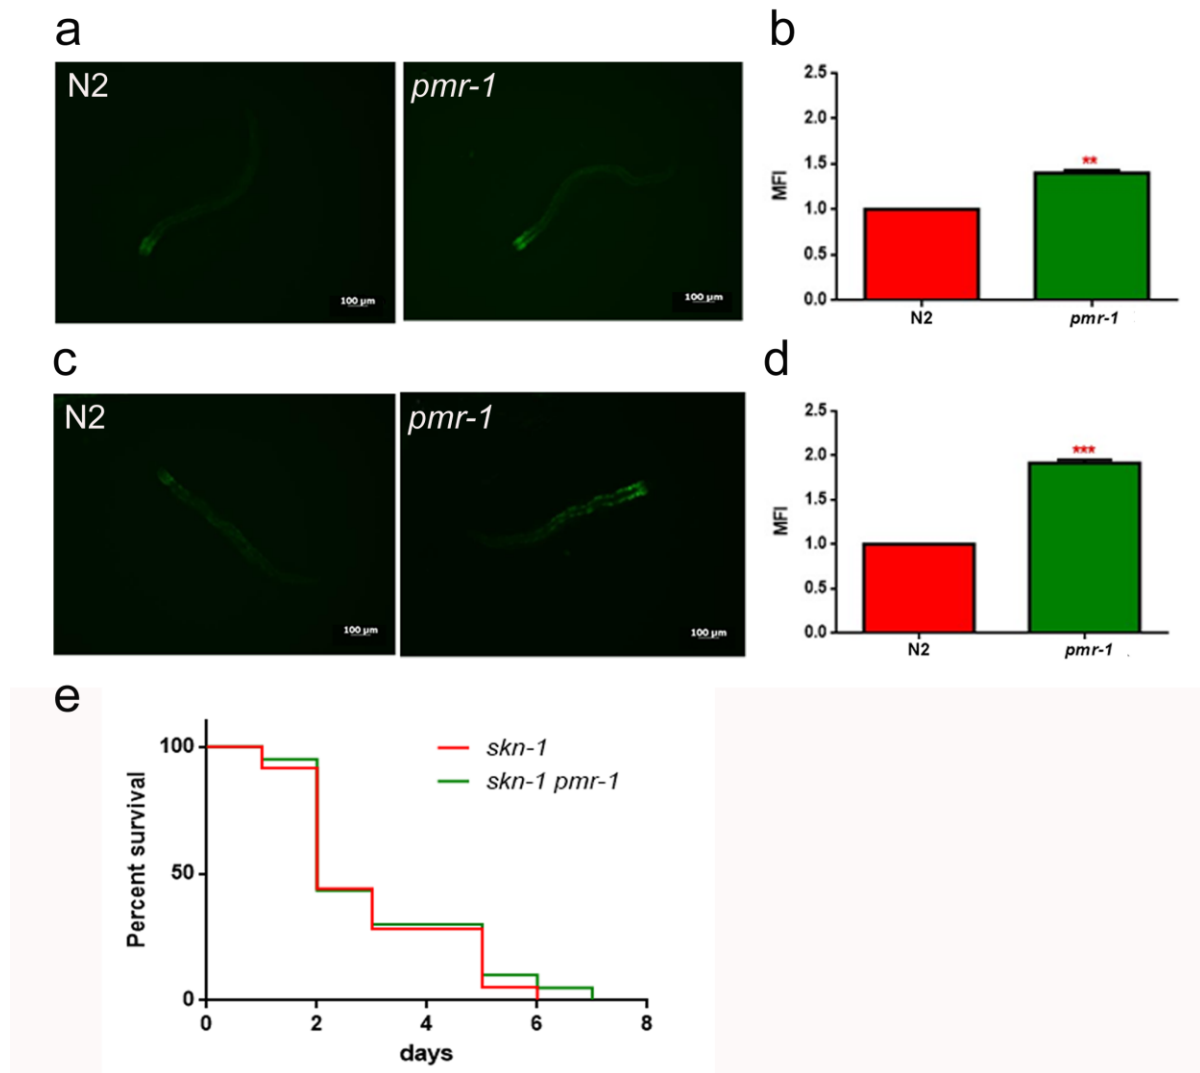 a
b
N2
pmr-1
100 µm
100 µm
2.5
2.0
1.5
1.0
0.5
0.0
MFI
**
N2
pmr-1
c
d
N2
pmr-1
100 µm
100 µm
2.5
2.0
1.5
1.0
0.5
0.0
MFI
***
N2
pmr-1
e
100
50
0
Percent survival
skn-1
skn-1 pmr-1
0 2 4 6 8
days